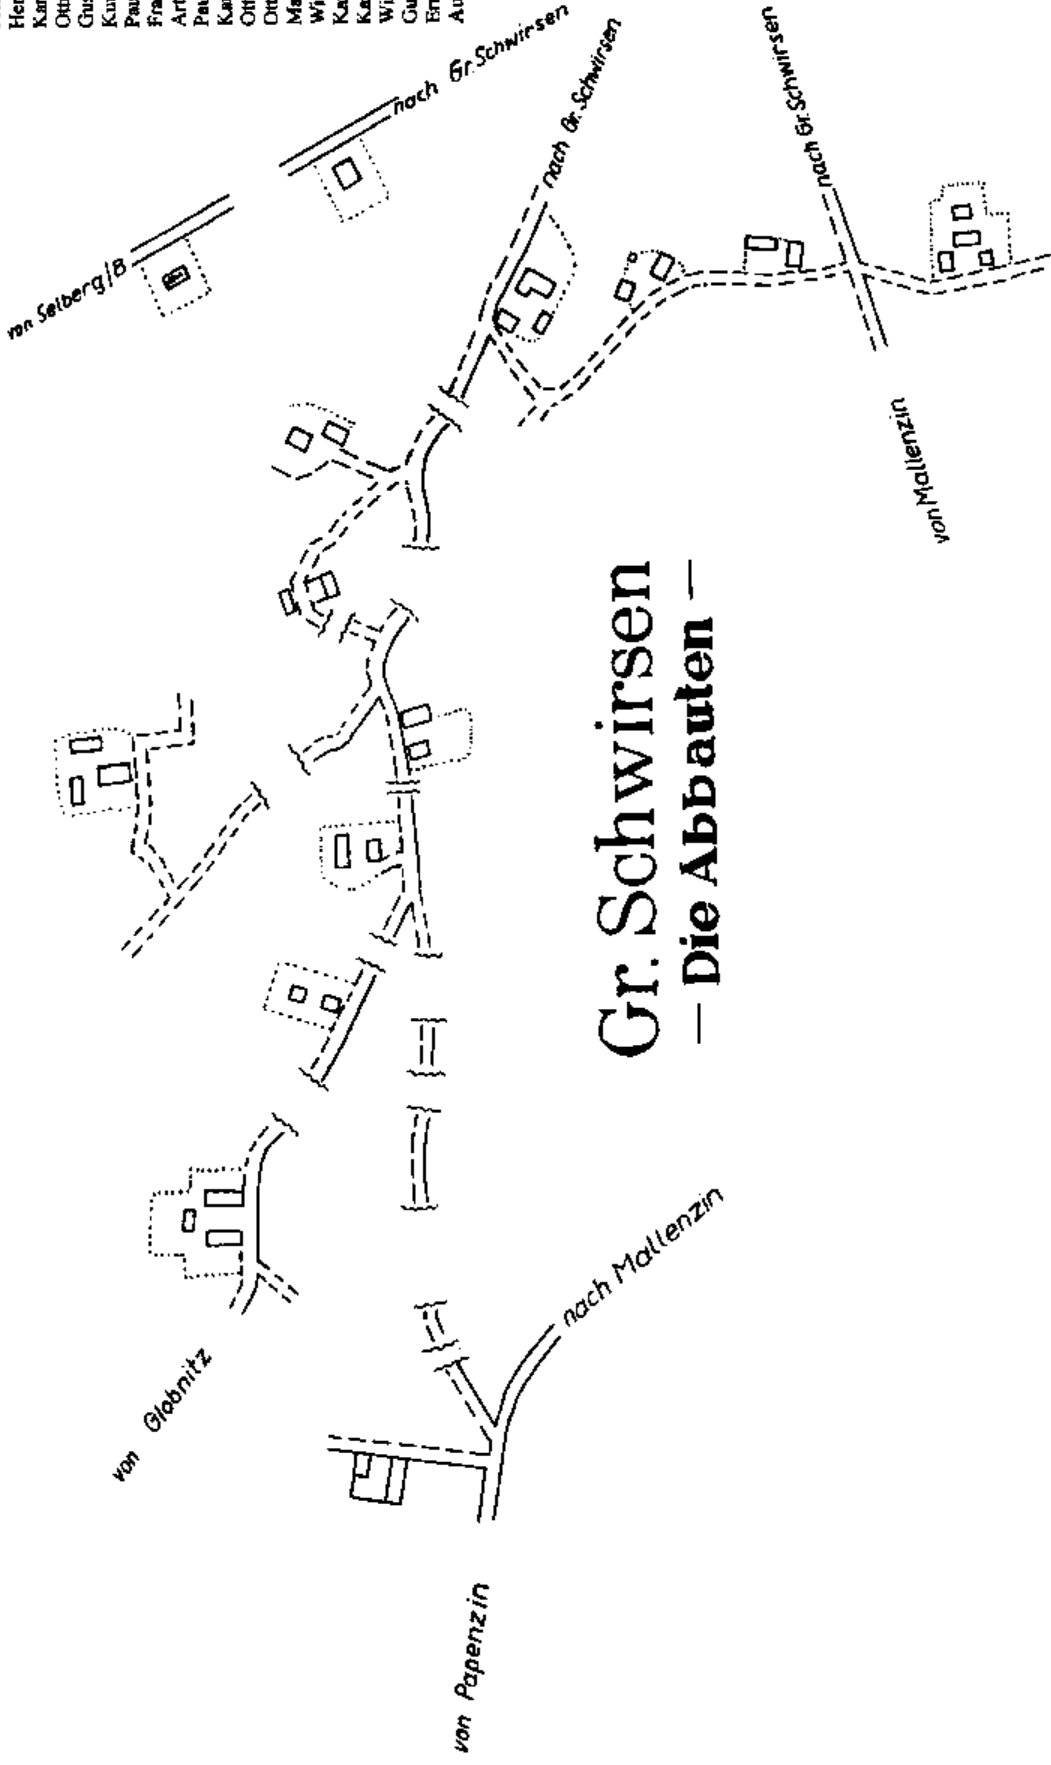 Gr. Schwirsen
— Die Abbauten —
von Selberg/B
nach Gr. Schwirsen
nach Gr. Schwirsen
nach Gr. Schwirsen
von Mallenzin
nach Mallenzin
von Globnitz
von Papenzin